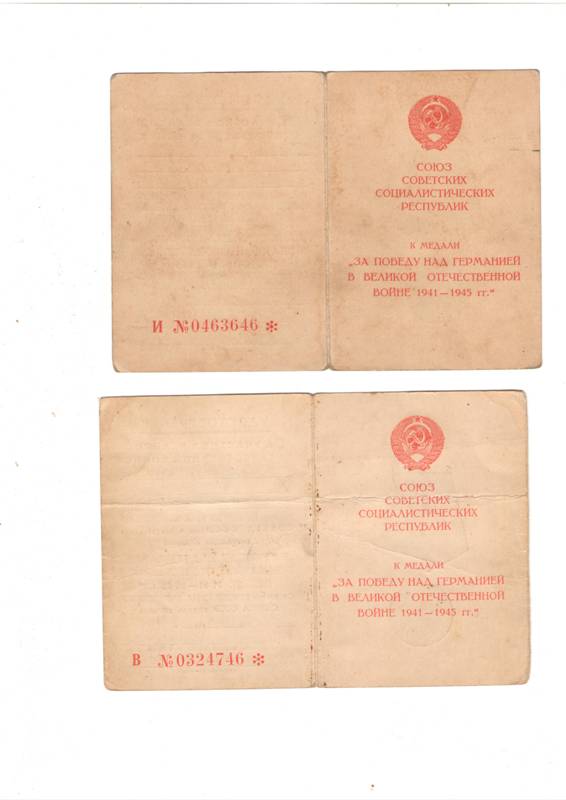 СОЮЗ
СОВЕТСКИХ
СОЦИАЛИСТИЧЕСКИХ
РЕСПУБЛИК
К МЕДАЛИ
„ЗА ПОБЕДУ НАД ГЕРМАНИЕЙ
В ВЕЛИКОЙ ОТЕЧЕСТВЕННОЙ
ВОЙНЕ 1941—1945 гг.“
И №0463646 *
СОЮЗ
СОВЕТСКИХ
СОЦИАЛИСТИЧЕСКИХ
РЕСПУБЛИК
К МЕДАЛИ
„ЗА ПОБЕДУ НАД ГЕРМАНИЕЙ
В ВЕЛИКОЙ ОТЕЧЕСТВЕННОЙ
ВОЙНЕ 1941—1945 гг.“
В №0324746 *